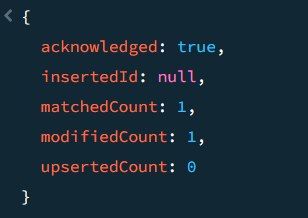 {
acknowledged: true,
insertedId: null,
matchedCount: 1,
modifiedCount: 1,
upsertedCount: 0
}